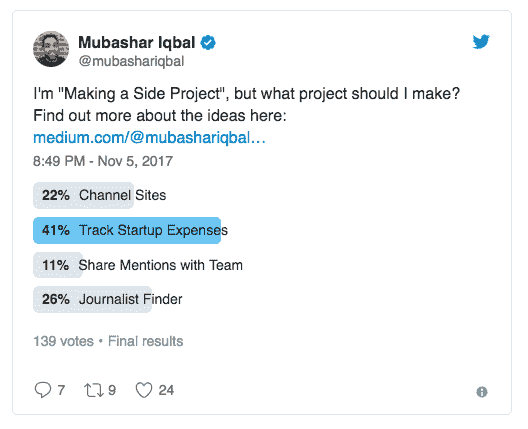 Mubashar Iqbal
@mubashariqbal
I'm "Making a Side Project", but what project should I make?
Find out more about the ideas here:
medium.com/@mubashariqbal…
8:49 PM - Nov 5, 2017
22% Channel Sites
41% Track Startup Expenses
11% Share Mentions with Team
26% Journalist Finder
139 votes • Final results
7 9 24